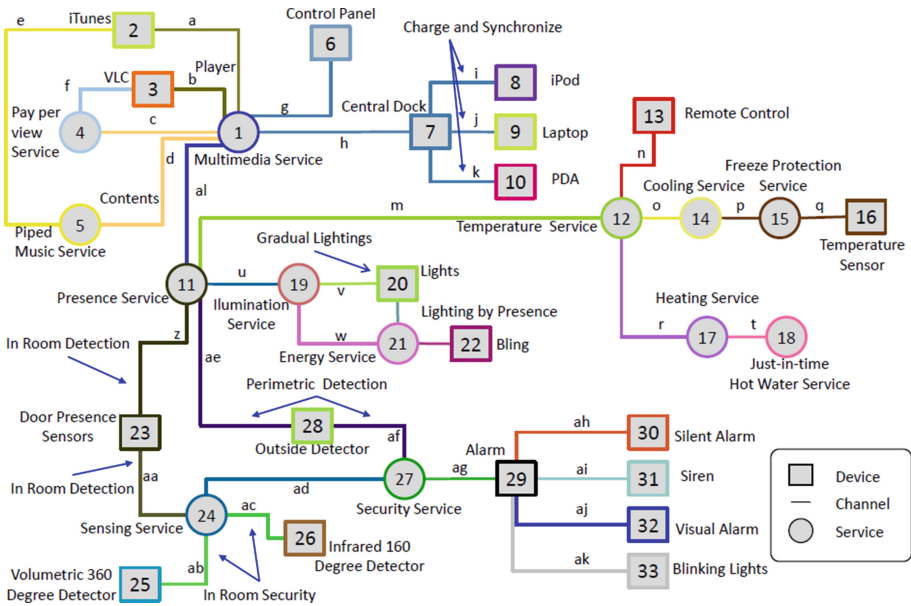 e
iTunes
2
a
Control Panel
6
Charge and Synchronize
f
VLC
3
b
Player
g
i
8
iPod
Pay per
view
Service
4
c
1
Multimedia Service
h
Central Dock
7
j
9
Laptop
k
10
PDA
13
Remote Control
d
Contents
al
5
Piped
Music Service
m
n
Cooling Service
Freeze Protection
Service
12
Temperature Service
o
14
p
15
q
16
Temperature
Sensor
Gradual Lightings
11
Presence Service
u
19
Ilumination
Service
v
20
Lights
Lighting by Presence
w
21
Energy Service
22
Bling
Heating Service
r
17
t
18
Just-in-time
Hot Water Service
z
In Room Detection
ae
Perimetric Detection
Door Presence
Sensors
23
28
Outside Detector
af
In Room Detection
aa
ad
27
Security Service
ag
Alarm
29
ah
30
Silent Alarm
ai
31
Siren
aj
32
Visual Alarm
ak
33
Blinking Lights
24
Sensing Service
ac
26
Infrared 160
Degree Detector
Volumetric 360
Degree Detector
25
ab
In Room Security
Device
Channel
Service